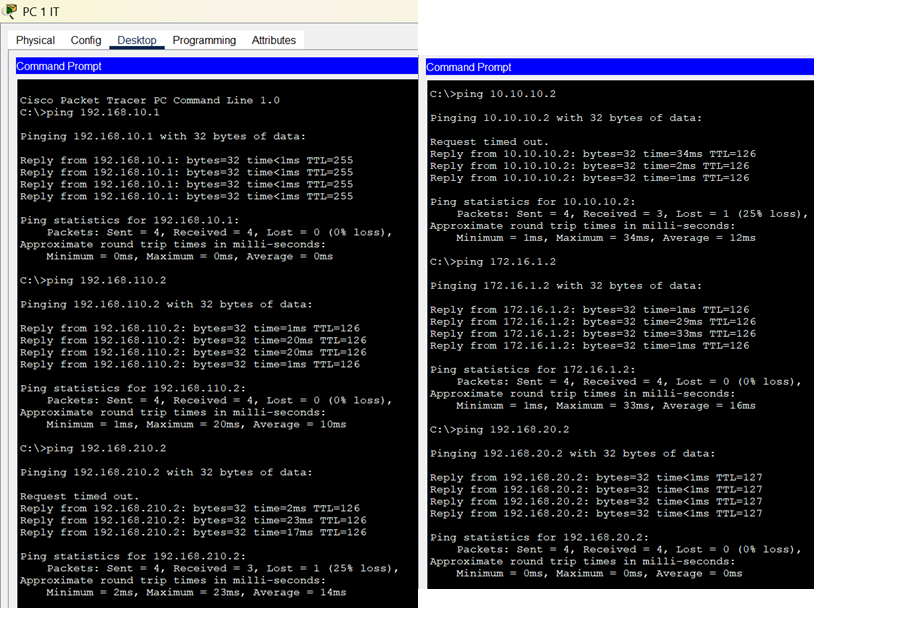 PC 1 IT
Physical Config Desktop Programming Attributes
Command Prompt
Cisco Packet Tracer PC Command Line 1.0
C:\>ping 192.168.10.1
Pinging 192.168.10.1 with 32 bytes of data:
Reply from 192.168.10.1: bytes=32 time<1ms TTL=255
Reply from 192.168.10.1: bytes=32 time<1ms TTL=255
Reply from 192.168.10.1: bytes=32 time<1ms TTL=255
Reply from 192.168.10.1: bytes=32 time<1ms TTL=255
Ping statistics for 192.168.10.1:
Packets: Sent = 4, Received = 4, Lost = 0 (0% loss),
Approximate round trip times in milli-seconds:
Minimum = 0ms, Maximum = 0ms, Average = 0ms
C:\>ping 192.168.110.2
Pinging 192.168.110.2 with 32 bytes of data:
Reply from 192.168.110.2: bytes=32 time=1ms TTL=126
Reply from 192.168.110.2: bytes=32 time=20ms TTL=126
Reply from 192.168.110.2: bytes=32 time=20ms TTL=126
Reply from 192.168.110.2: bytes=32 time=1ms TTL=126
Ping statistics for 192.168.110.2:
Packets: Sent = 4, Received = 4, Lost = 0 (0% loss),
Approximate round trip times in milli-seconds:
Minimum = 1ms, Maximum = 20ms, Average = 10ms
C:\>ping 192.168.210.2
Pinging 192.168.210.2 with 32 bytes of data:
Request timed out.
Reply from 192.168.210.2: bytes=32 time=2ms TTL=126
Reply from 192.168.210.2: bytes=32 time=23ms TTL=126
Reply from 192.168.210.2: bytes=32 time=17ms TTL=126
Ping statistics for 192.168.210.2:
Packets: Sent = 4, Received = 3, Lost = 1 (25% loss),
Approximate round trip times in milli-seconds:
Minimum = 2ms, Maximum = 23ms, Average = 14ms
Command Prompt
C:\>ping 10.10.10.2
Pinging 10.10.10.2 with 32 bytes of data:
Request timed out.
Reply from 10.10.10.2: bytes=32 time=34ms TTL=126
Reply from 10.10.10.2: bytes=32 time=2ms TTL=126
Reply from 10.10.10.2: bytes=32 time=1ms TTL=126
Ping statistics for 10.10.10.2:
Packets: Sent = 4, Received = 3, Lost = 1 (25% loss),
Approximate round trip times in milli-seconds:
Minimum = 1ms, Maximum = 34ms, Average = 12ms
C:\>ping 172.16.1.2
Pinging 172.16.1.2 with 32 bytes of data:
Reply from 172.16.1.2: bytes=32 time=1ms TTL=126
Reply from 172.16.1.2: bytes=32 time=29ms TTL=126
Reply from 172.16.1.2: bytes=32 time=33ms TTL=126
Reply from 172.16.1.2: bytes=32 time=1ms TTL=126
Ping statistics for 172.16.1.2:
Packets: Sent = 4, Received = 4, Lost = 0 (0% loss),
Approximate round trip times in milli-seconds:
Minimum = 1ms, Maximum = 33ms, Average = 16ms
C:\>ping 192.168.20.2
Pinging 192.168.20.2 with 32 bytes of data:
Reply from 192.168.20.2: bytes=32 time<1ms TTL=127
Reply from 192.168.20.2: bytes=32 time<1ms TTL=127
Reply from 192.168.20.2: bytes=32 time<1ms TTL=127
Reply from 192.168.20.2: bytes=32 time<1ms TTL=127
Ping statistics for 192.168.20.2:
Packets: Sent = 4, Received = 4, Lost = 0 (0% loss),
Approximate round trip times in milli-seconds:
Minimum = 0ms, Maximum = 0ms, Average = 0ms